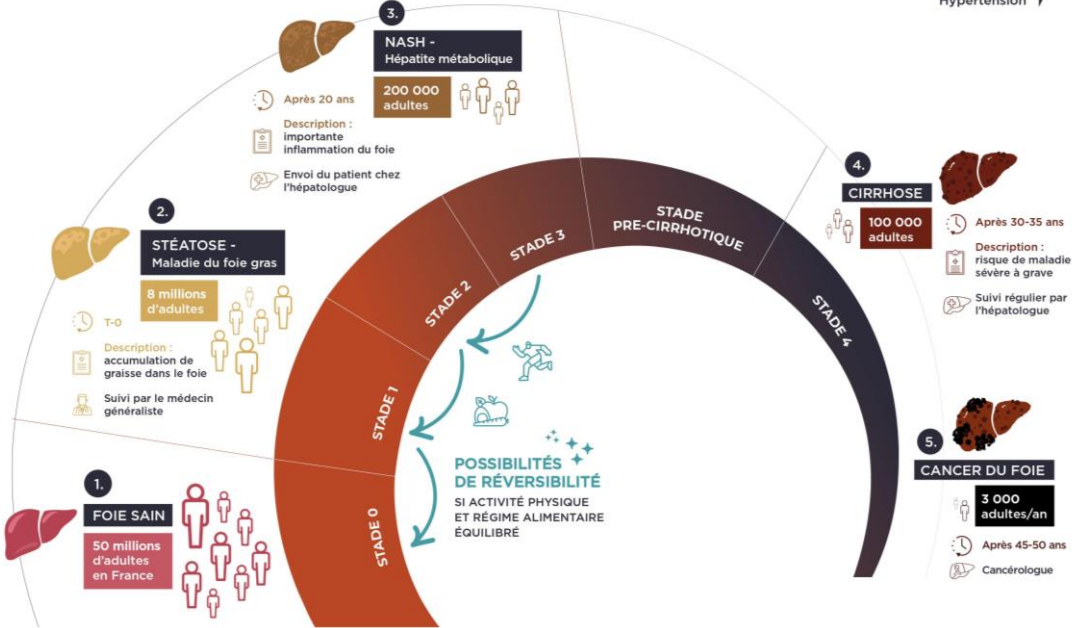 Hypertension
1.
FOIE SAIN
50 millions
d'adultes
en France
2.
STÉATOSE -
Maladie du foie gras
8 millions
d'adultes
T-0
Description :
accumulation de
graisse dans le foie
Suivi par le médecin
généraliste
3.
NASH -
Hépatite métabolique
200 000
adultes
Après 20 ans
Description :
importante
inflammation du foie
Envoi du patient chez
l'hépatologue
STADE 0
STADE 1
STADE 2
STADE 3
STADE
PRE-CIRRHOTIQUE
STADE 4
POSSIBILITÉS
DE RÉVERSIBILITÉ
SI ACTIVITÉ PHYSIQUE
ET RÉGIME ALIMENTAIRE
ÉQUILIBRÉ
4.
CIRRHOSE
100 000
adultes
Après 30-35 ans
Description :
risque de maladie
sévère à grave
Suivi régulier par
l'hépatologue
5.
CANCER DU FOIE
3 000
adultes/an
Après 45-50 ans
Cancérologue